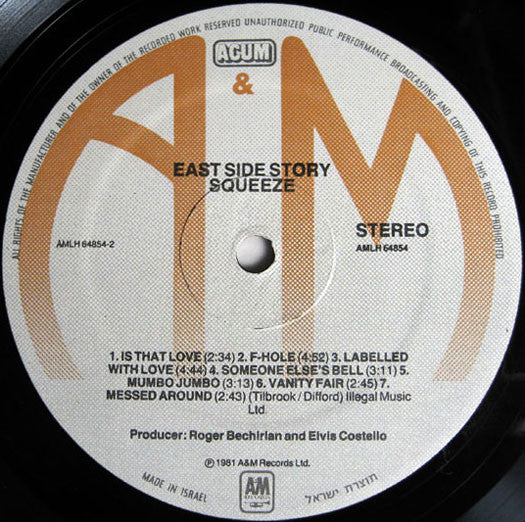 ALL RIGHTS OF THE MANUFACTURER AND OF THE OWNER OF THE RECORDED WORK RESERVED UNAUTHORIZED PUBLIC PERFORMANCE BROADCASTING AND COPYING OF THIS RECORD PROHIBITED
ACUM
A & M
EAST SIDE STORY
SQUEEZE
STEREO
AMLH 64854-2
AMLH 64854
1. IS THAT LOVE (2:34) 2. F-HOLE (4:52) 3. LABELLED
WITH LOVE (4:44) 4. SOMEONE ELSE'S BELL (3:11) 5.
MUMBO JUMBO (3:13) 6. VANITY FAIR (2:45) 7.
MESSED AROUND (2:43) (Tilbrook / Difford) Illegal Music
Ltd.
Producer: Roger Bechirian and Elvis Costello
℗ 1981 A&M Records Ltd.
MADE IN ISRAEL
AM
תוצרת ישראל